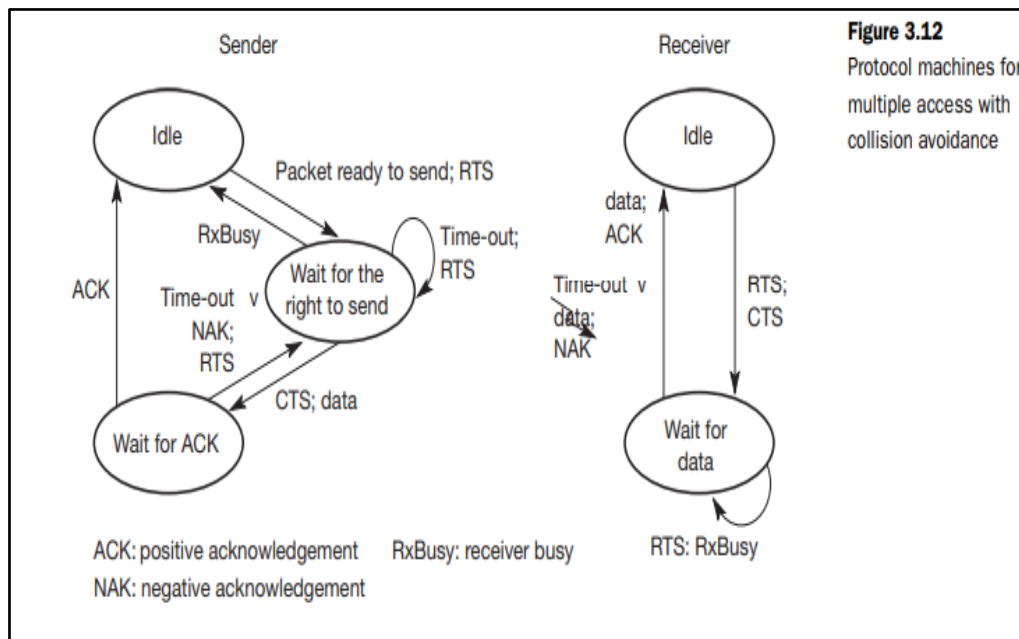 Sender
Receiver
Figure 3.12
Protocol machines for
multiple access with
collision avoidance
Idle
Packet ready to send; RTS
RxBusy
Time-out;
RTS
Wait for the
right to send
ACK
Time-out v
NAK;
RTS
CTS; data
Wait for ACK
Idle
data;
ACK
Time-out v
data;
NAK
RTS;
CTS
Wait for
data
RTS: RxBusy
ACK: positive acknowledgement
RxBusy: receiver busy
NAK: negative acknowledgement